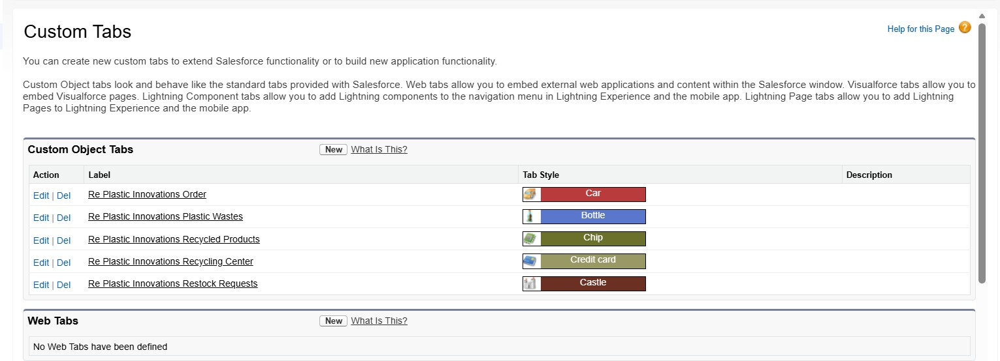 Custom Tabs
Help for this Page ?
You can create new custom tabs to extend Salesforce functionality or to build new application functionality.
Custom Object tabs look and behave like the standard tabs provided with Salesforce. Web tabs allow you to embed external web applications and content within the Salesforce window. Visualforce tabs allow you to
embed Visualforce pages. Lightning Component tabs allow you to add Lightning components to the navigation menu in Lightning Experience and the mobile app. Lightning Page tabs allow you to add Lightning
Pages to Lightning Experience and the mobile app.
Custom Object Tabs New What Is This?
Action Label Tab Style Description
Edit | Del Re Plastic Innovations Order Car
Edit | Del Re Plastic Innovations Plastic Wastes Bottle
Edit | Del Re Plastic Innovations Recycled Products Chip
Edit | Del Re Plastic Innovations Recycling Center Credit card
Edit | Del Re Plastic Innovations Restock Requests Castle
Web Tabs New What Is This?
No Web Tabs have been defined